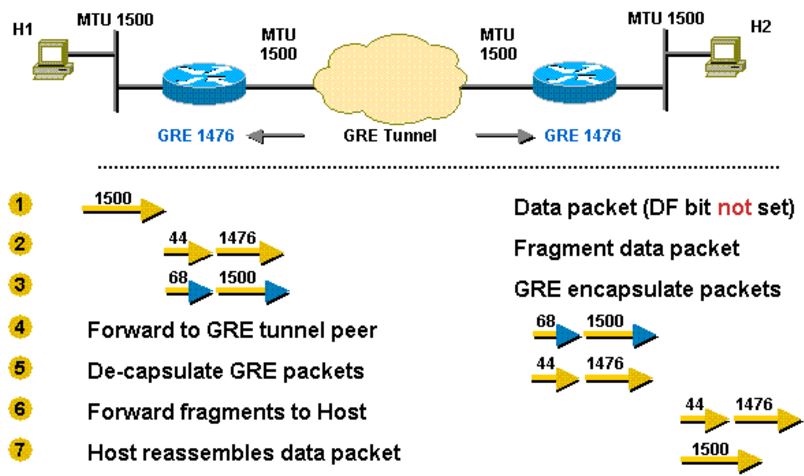 H1
MTU 1500
MTU
1500
MTU
1500
MTU 1500
H2
GRE 1476
GRE Tunnel
GRE 1476
1
1500
Data packet (DF bit not set)
2
44
1476
Fragment data packet
3
68
1500
GRE encapsulate packets
4
Forward to GRE tunnel peer
68
1500
5
De-capsulate GRE packets
44
1476
6
Forward fragments to Host
44
1476
7
Host reassembles data packet
1500